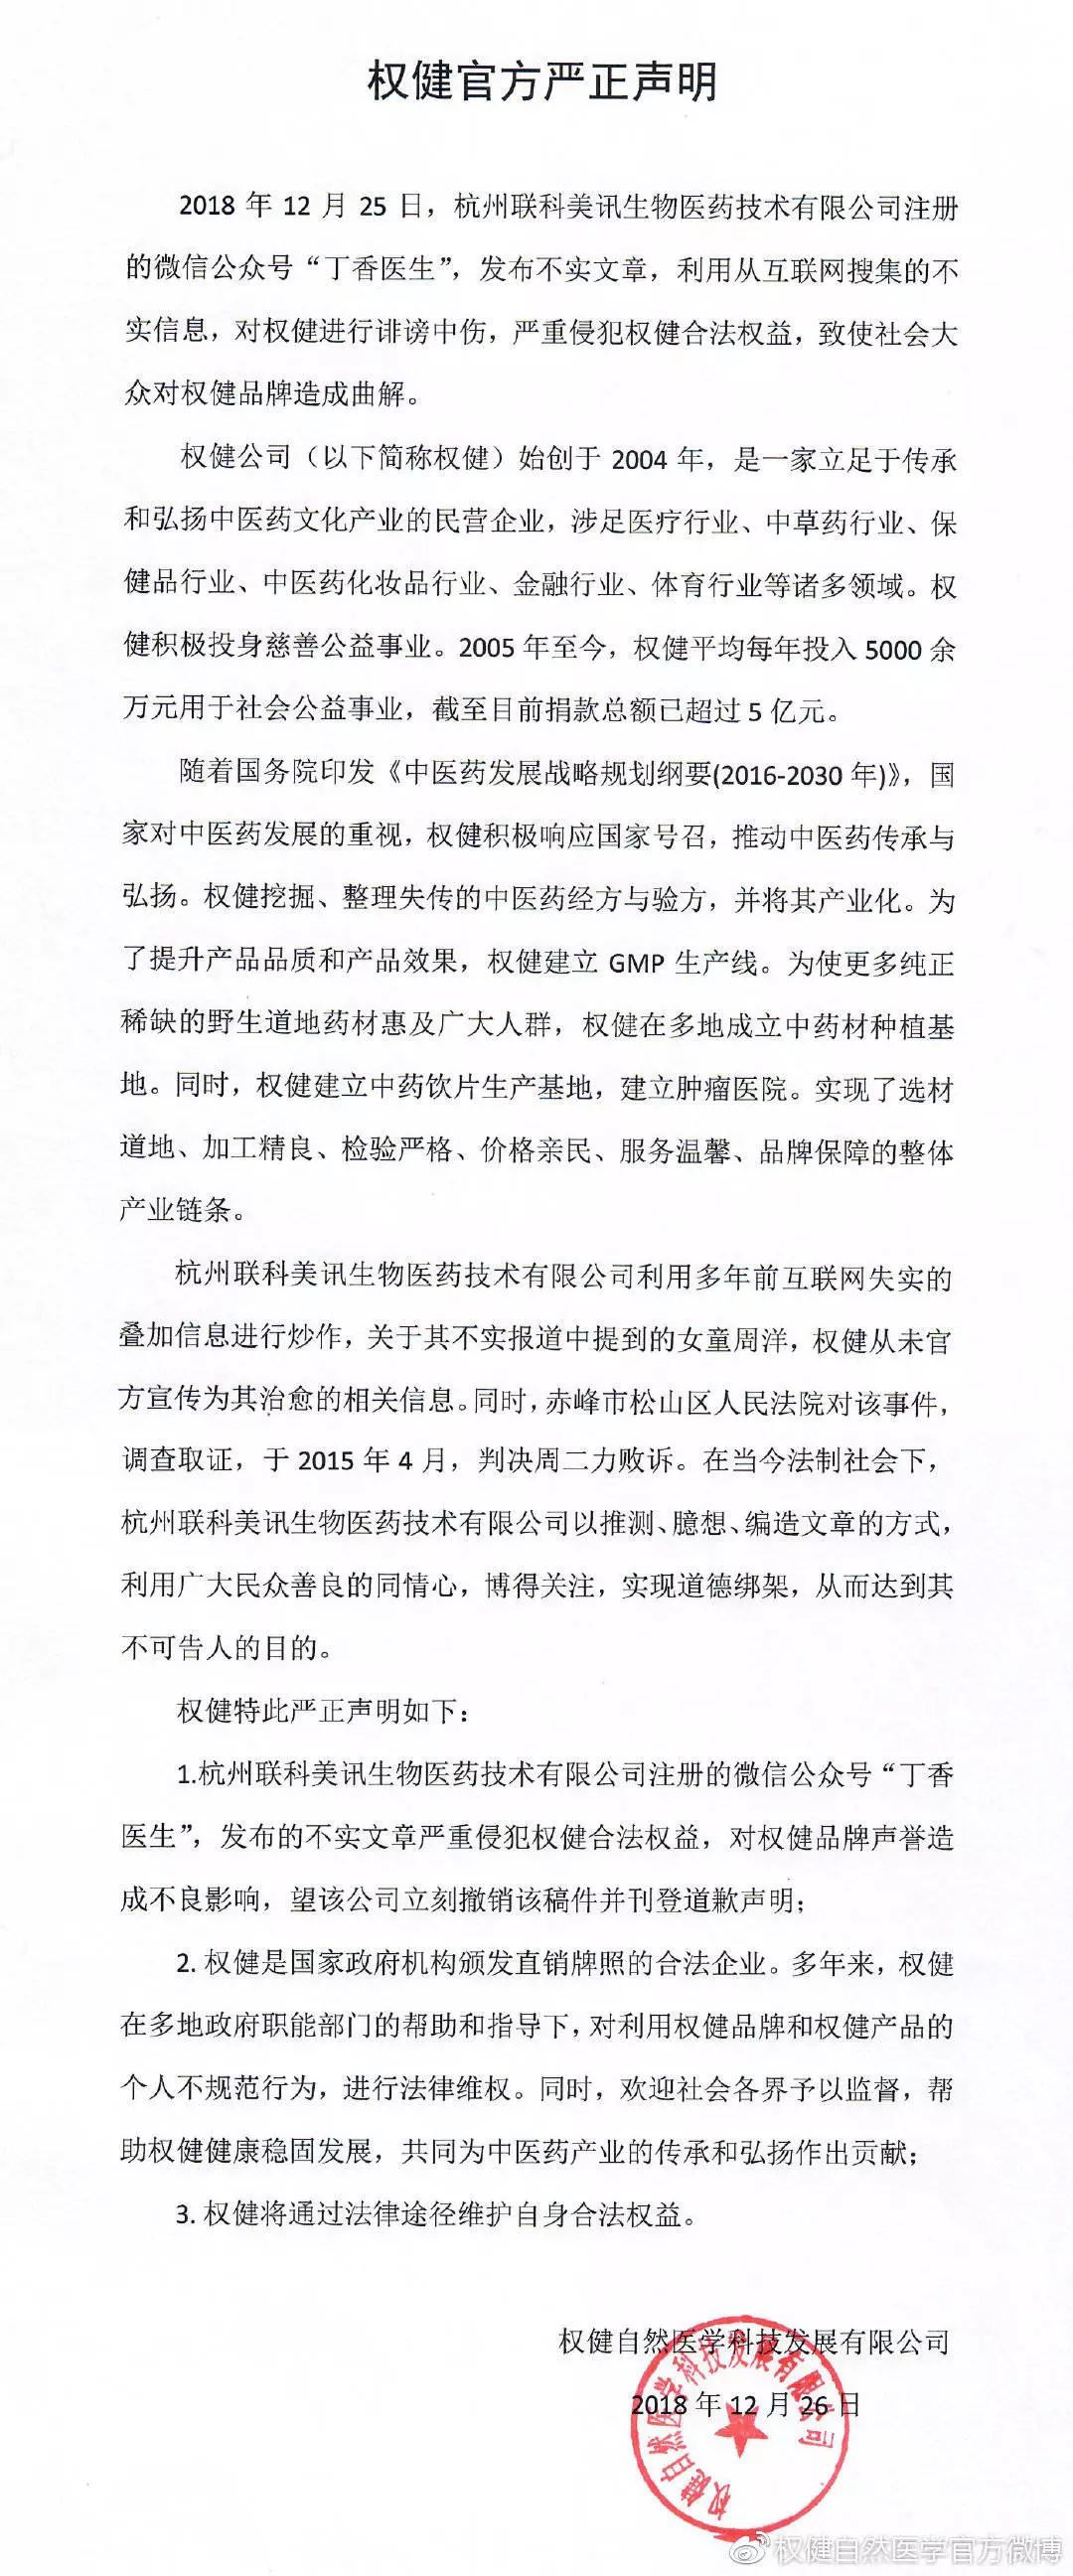 权健官方严正声明
2018 年 12 月 25 日，杭州联科美讯生物医药技术有限公司注册
的微信公众号“丁香医生”，发布不实文章，利用从互联网搜集的不
实信息，对权健进行诽谤中伤，严重侵犯权健合法权益，致使社会大
众对权健品牌造成曲解。
权健公司（以下简称权健）始创于 2004 年，是一家立足于传承
和弘扬中医药文化产业的民营企业，涉足医疗行业、中草药行业、保
健品行业、中医药化妆品行业、金融行业、体育行业等诸多领域。权
健积极投身慈善公益事业。2005 年至今，权健平均每年投入 5000 余
万元用于社会公益事业，截至目前捐款总额已超过 5 亿元。
随着国务院印发《中医药发展战略规划纲要(2016-2030 年)》，国
家对中医药发展的重视，权健积极响应国家号召，推动中医药传承与
弘扬。权健挖掘、整理失传的中医药经方与验方，并将其产业化。为
了提升产品品质和产品效果，权健建立 GMP 生产线。为使更多纯正
稀缺的野生道地药材惠及广大人群，权健在多地成立中药材种植基
地。同时，权健建立中药饮片生产基地，建立肿瘤医院。实现了选材
道地、加工精良、检验严格、价格亲民、服务温馨、品牌保障的整体
产业链条。
杭州联科美讯生物医药技术有限公司利用多年前互联网失实的
叠加信息进行炒作，关于其不实报道中提到的女童周洋，权健从未官
方宣传为其治愈的相关信息。同时，赤峰市松山区人民法院对该事件，
调查取证，于 2015 年 4 月，判决周二力败诉。在当今法制社会下，
杭州联科美讯生物医药技术有限公司以推测、臆想、编造文章的方式，
利用广大民众善良的同情心，博得关注，实现道德绑架，从而达到其
不可告人的目的。
权健特此严正声明如下：
1.杭州联科美讯生物医药技术有限公司注册的微信公众号“丁香
医生”，发布的不实文章严重侵犯权健合法权益，对权健品牌声誉造
成不良影响，望该公司立刻撤销该稿件并刊登道歉声明；
2. 权健是国家政府机构颁发直销牌照的合法企业。多年来，权健
在多地政府职能部门的帮助和指导下，对利用权健品牌和权健产品的
个人不规范行为，进行法律维权。同时，欢迎社会各界予以监督，帮
助权健健康稳固发展，共同为中医药产业的传承和弘扬作出贡献；
3. 权健将通过法律途径维护自身合法权益。
权健自然医学科技发展有限公司
2018 年 12 月 26 日
权健自然医学科技发展有限公司
权健自然医学官方微博